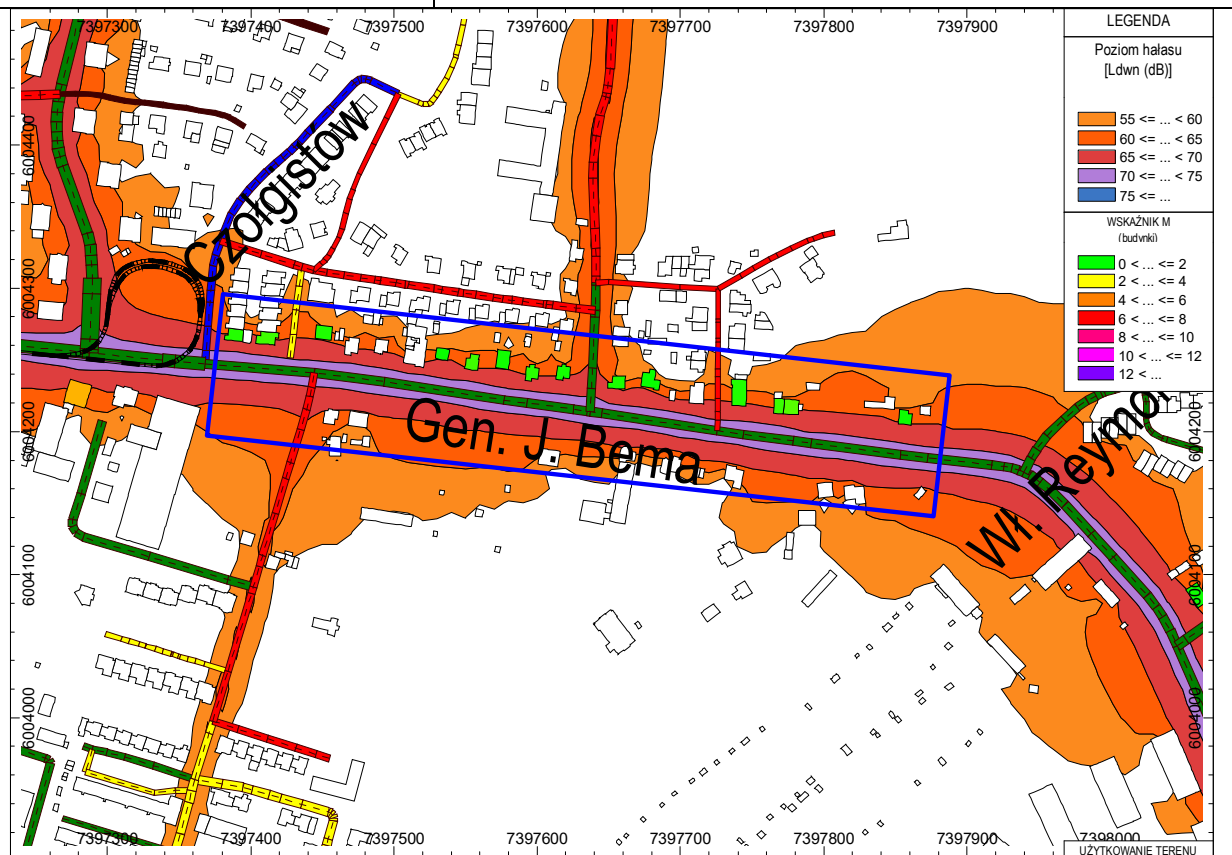 7397300 7397400 7397500 7397600 7397700 7397800 7397900
LEGENDA
Poziom hałasu
[Ldwn (dB)]
55 <= ... < 60
60 <= ... < 65
65 <= ... < 70
70 <= ... < 75
75 <= ...
WSKAŹNIK M
(budynki)
0 < ... <= 2
2 < ... <= 4
4 < ... <= 6
6 < ... <= 8
8 < ... <= 10
10 < ... <= 12
12 < ...
6004400
6004300
6004200
6004100
6004000
Czołgistów
Gen. J. Bema
Wł. Reymo
6004200
6004100
6004000
7397300 7397400 7397500 7397600 7397700 7397800 7397900 7398000
UŻYTKOWANIE TERENU